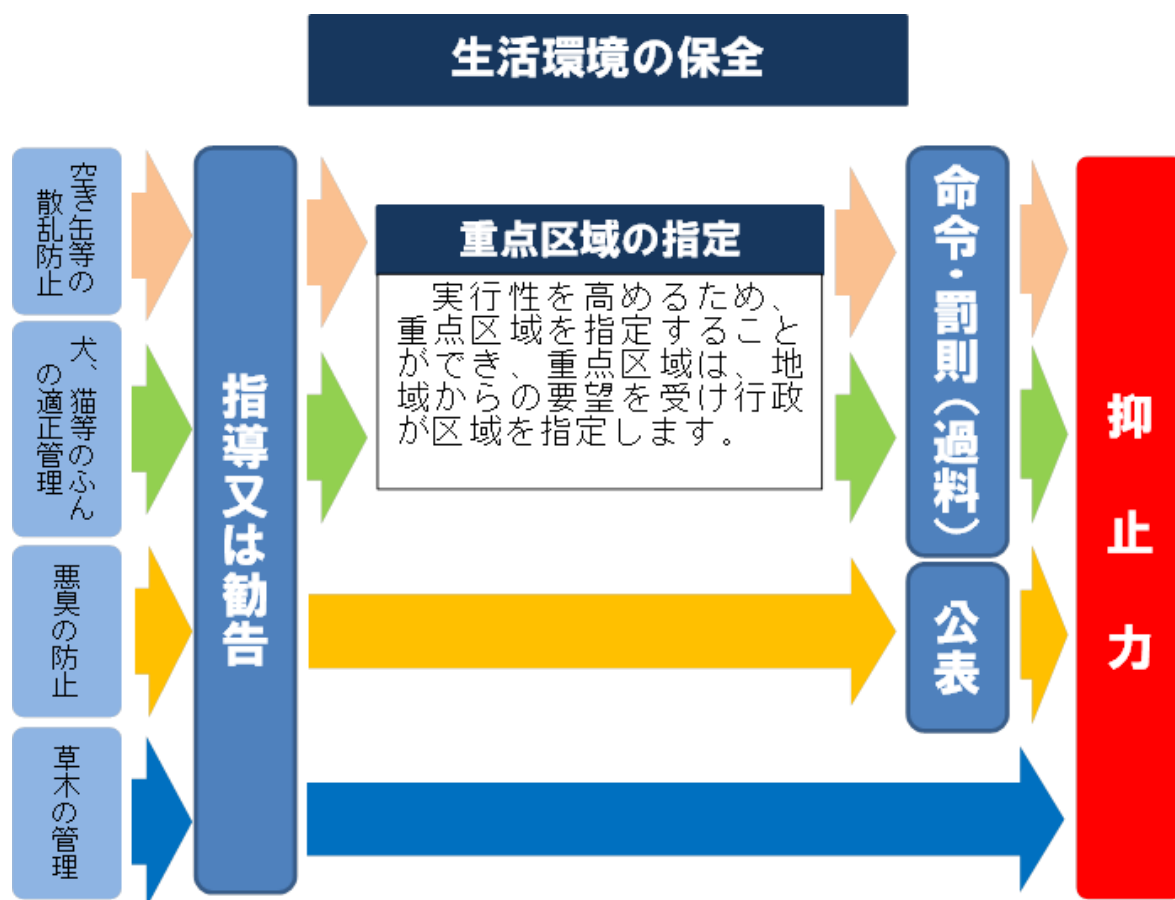 生活環境の保全
空き缶等の
散乱防止
犬、猫等のふん
の適正管理
悪臭の防止
草木の管理
指導又は勧告
重点区域の指定
実行性を高めるため、
重点区域を指定すること
ができ、重点区域は、地
域からの要望を受け行政
が区域を指定します。
命令・罰則（過料）
公表
抑止力